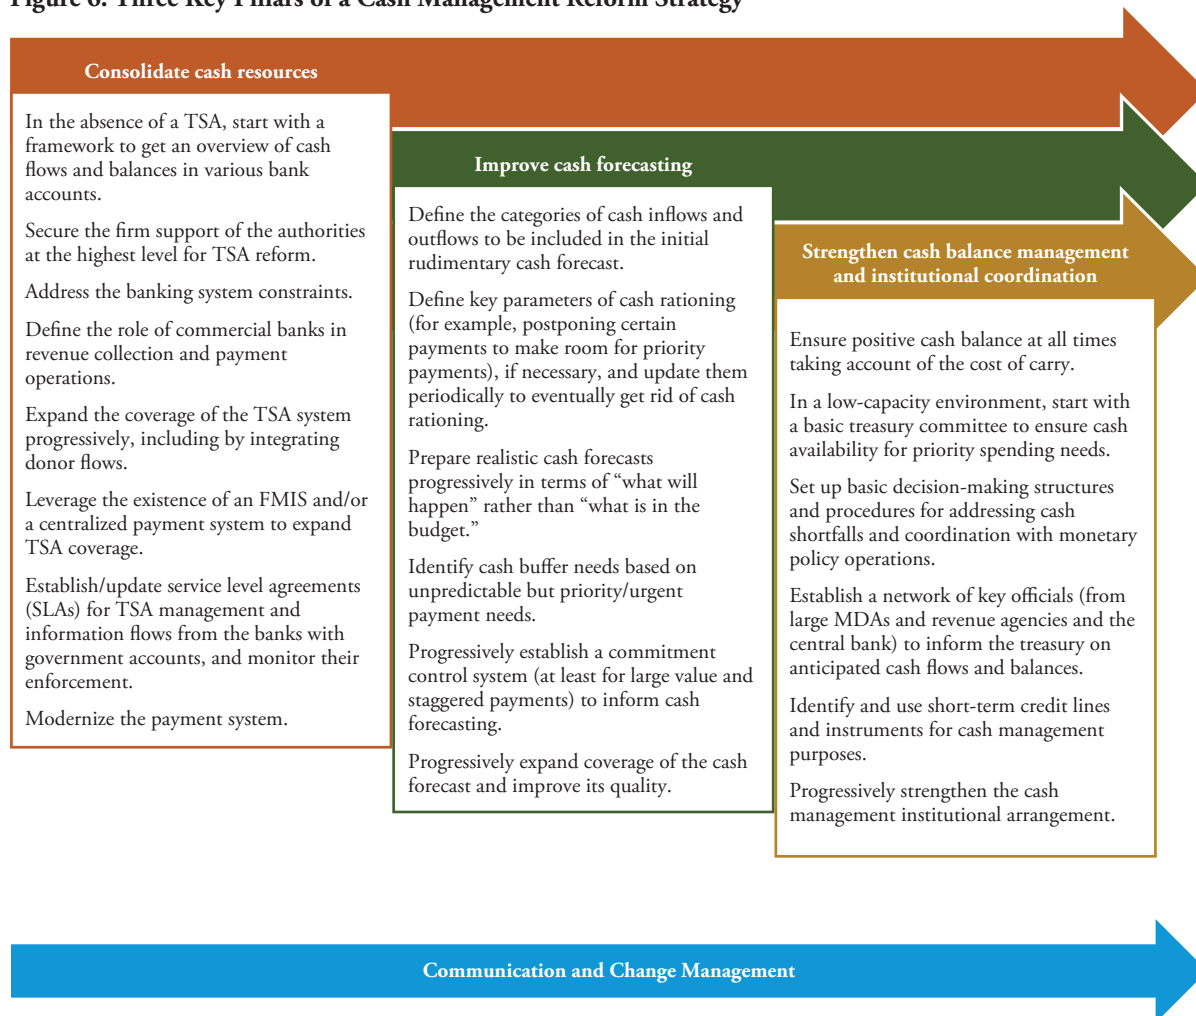 Figure 6. Three Key Pillars of a Cash Management Reform Strategy
Consolidate cash resources
In the absence of a TSA, start with a
framework to get an overview of cash
flows and balances in various bank
accounts.
Secure the firm support of the authorities
at the highest level for TSA reform.
Address the banking system constraints.
Define the role of commercial banks in
revenue collection and payment
operations.
Expand the coverage of the TSA system
progressively, including by integrating
donor flows.
Leverage the existence of an FMIS and/or
a centralized payment system to expand
TSA coverage.
Establish/update service level agreements
(SLAs) for TSA management and
information flows from the banks with
government accounts, and monitor their
enforcement.
Modernize the payment system.
Improve cash forecasting
Define the categories of cash inflows and
outflows to be included in the initial
rudimentary cash forecast.
Define key parameters of cash rationing
(for example, postponing certain
payments to make room for priority
payments), if necessary, and update them
periodically to eventually get rid of cash
rationing.
Prepare realistic cash forecasts
progressively in terms of “what will
happen” rather than “what is in the
budget.”
Identify cash buffer needs based on
unpredictable but priority/urgent
payment needs.
Progressively establish a commitment
control system (at least for large value and
staggered payments) to inform cash
forecasting.
Progressively expand coverage of the cash
forecast and improve its quality.
Strengthen cash balance management
and institutional coordination
Ensure positive cash balance at all times
taking account of the cost of carry.
In a low-capacity environment, start with
a basic treasury committee to ensure cash
availability for priority spending needs.
Set up basic decision-making structures
and procedures for addressing cash
shortfalls and coordination with monetary
policy operations.
Establish a network of key officials (from
large MDAs and revenue agencies and the
central bank) to inform the treasury on
anticipated cash flows and balances.
Identify and use short-term credit lines
and instruments for cash management
purposes.
Progressively strengthen the cash
management institutional arrangement.
Communication and Change Management